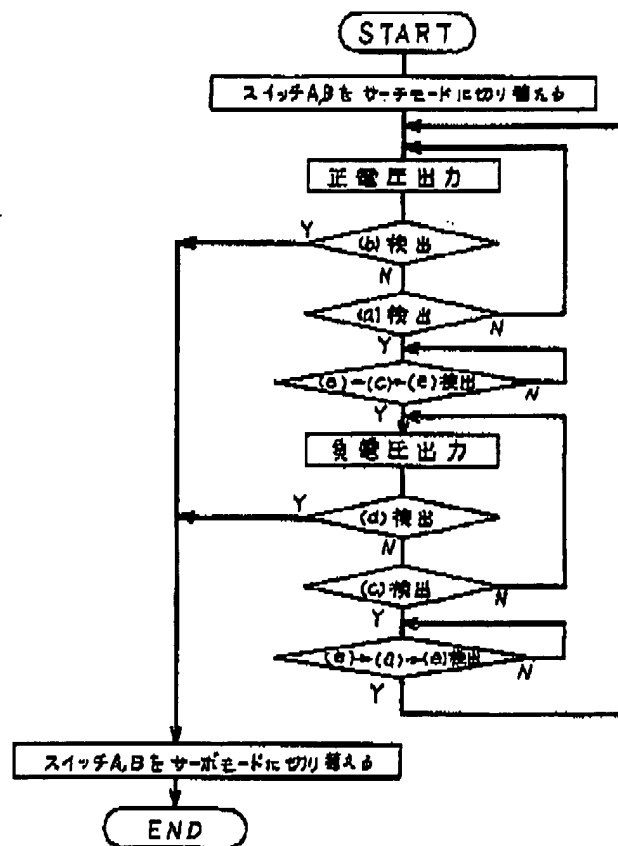 START
スイッチA,Bを サーチモードに切り替える
正電圧出力
Y
(b) 検出
N
(a) 検出
N
Y
(e)→(c)→(e) 検出
N
Y
負電圧出力
Y
(d) 検出
N
(c) 検出
N
Y
(e)→(a)→(e) 検出
N
Y
スイッチA,Bを サーボモードに切り替える
END